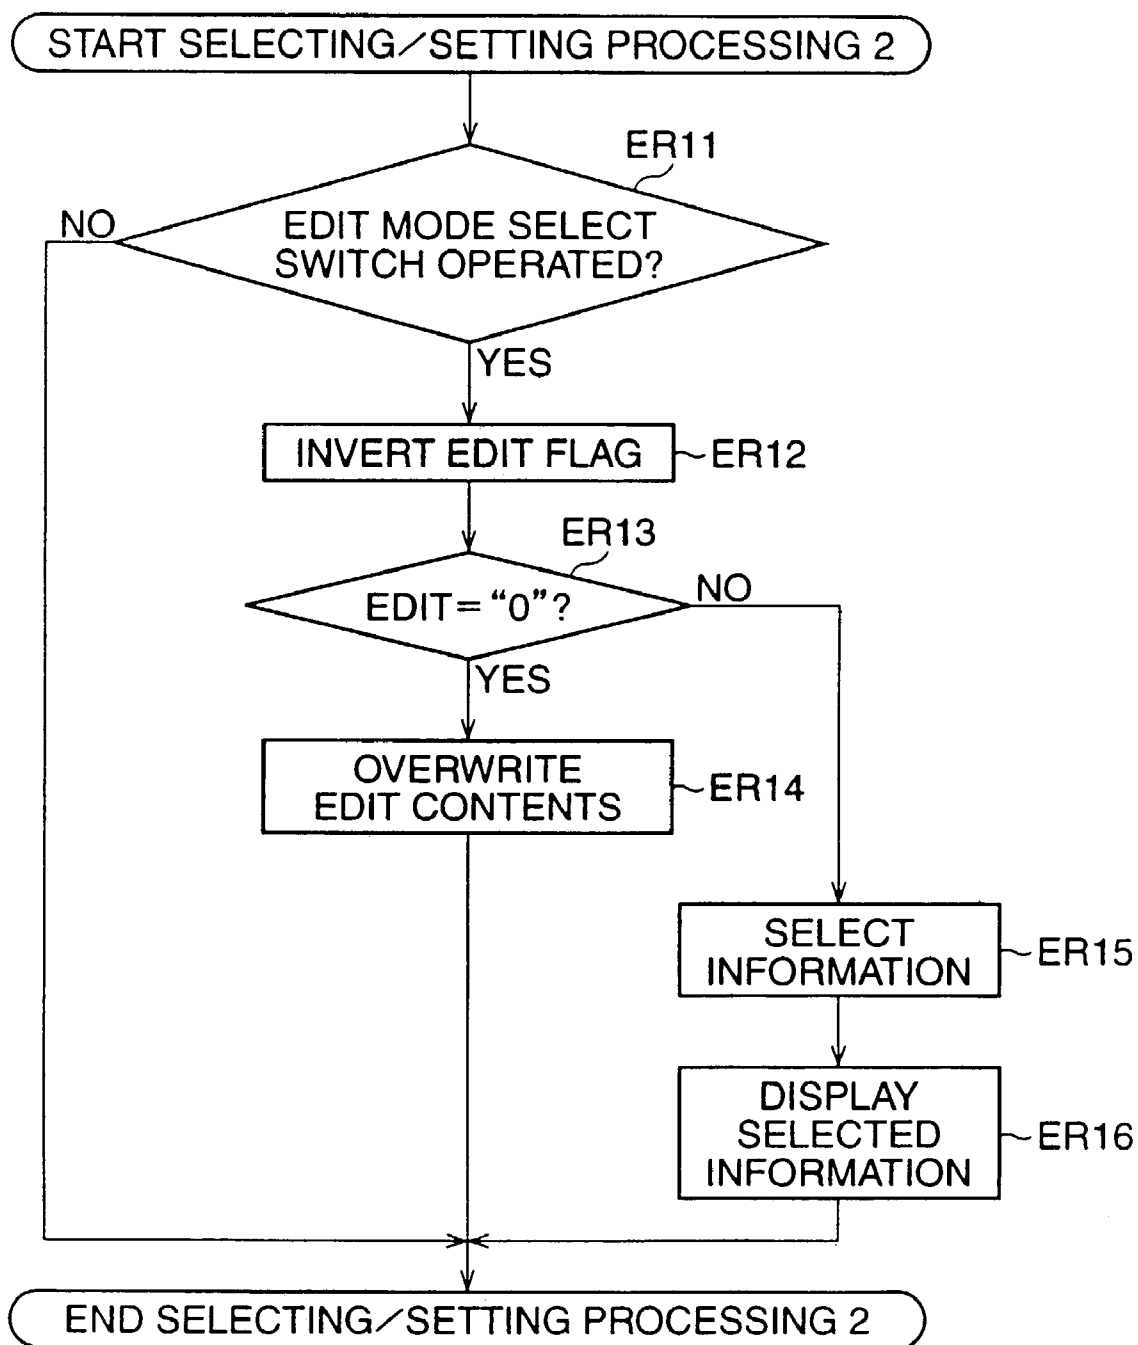 START SELECTING/SETTING PROCESSING 2
ER11
NO
EDIT MODE SELECT
SWITCH OPERATED?
YES
INVERT EDIT FLAG
ER12
ER13
EDIT= “0”?
NO
YES
OVERWRITE
EDIT CONTENTS
ER14
SELECT
INFORMATION
ER15
DISPLAY
SELECTED
INFORMATION
ER16
END SELECTING/SETTING PROCESSING 2